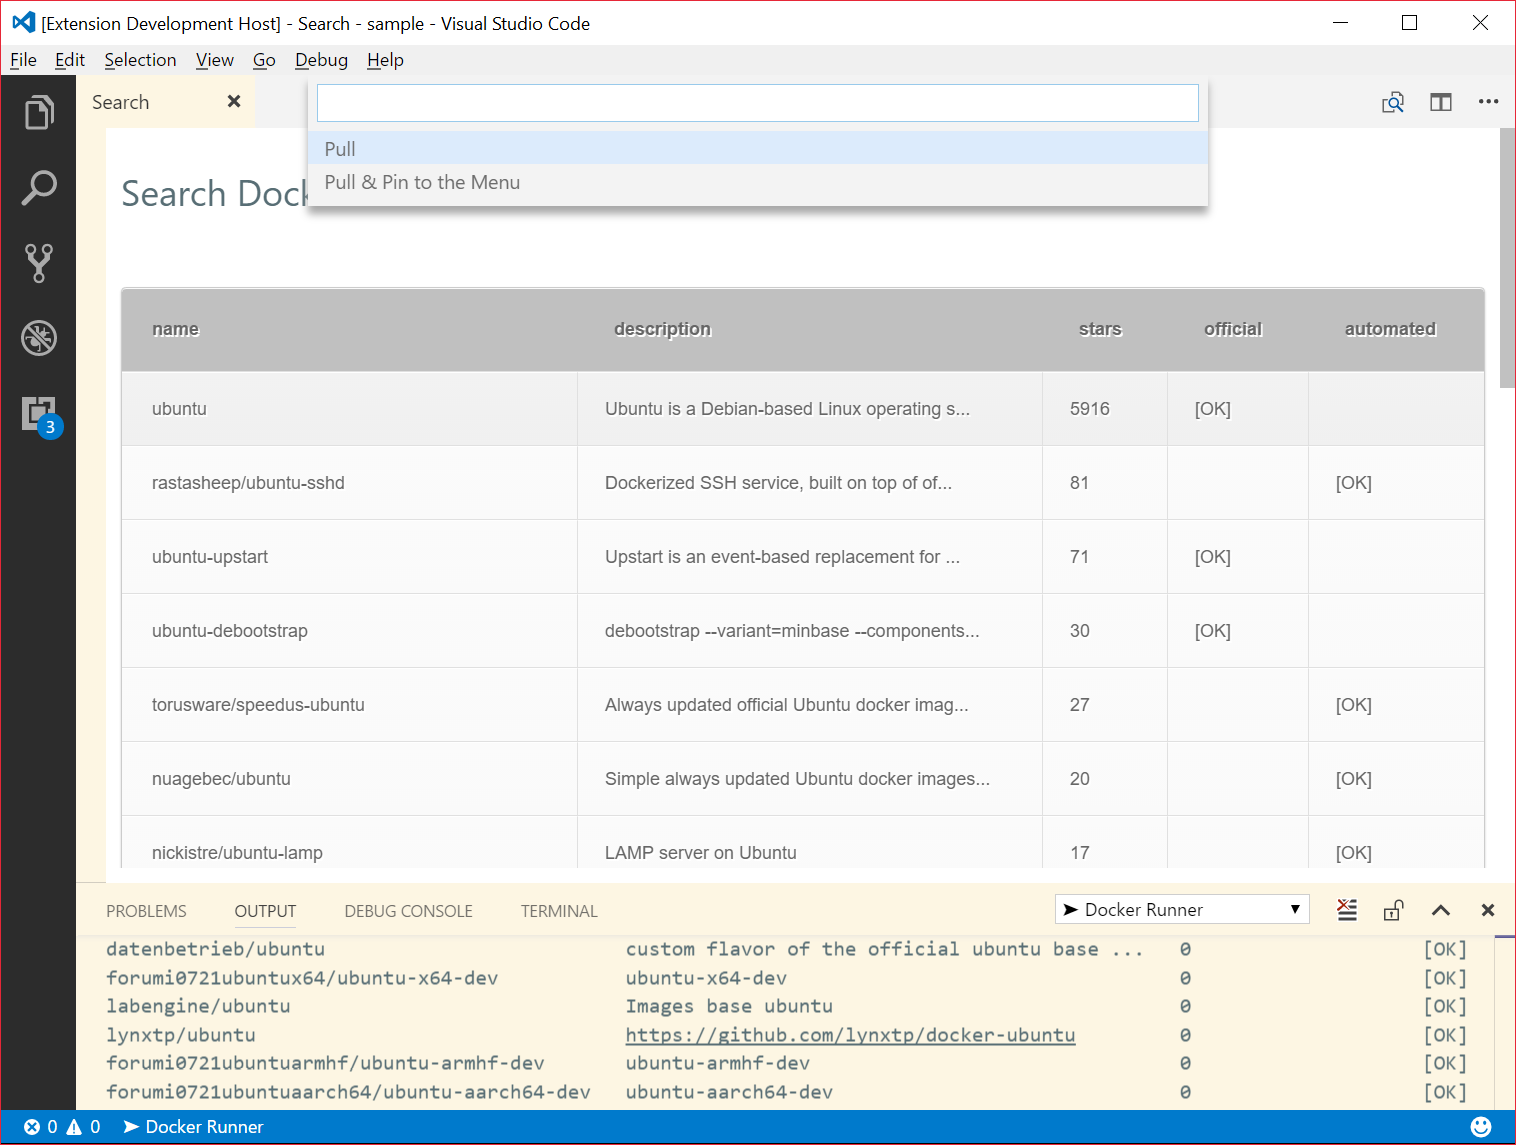 [Extension Development Host] - Search - sample - Visual Studio Code
File Edit Selection View Go Debug Help
Search
Pull
Pull & Pin to the Menu
Search Dock
name description stars official automated
ubuntu Ubuntu is a Debian-based Linux operating s... 5916 [OK]
rastasheep/ubuntu-sshd Dockerized SSH service, built on top of of... 81 [OK]
ubuntu-upstart Upstart is an event-based replacement for ... 71 [OK]
ubuntu-debootstrap debootstrap --variant=minbase --components... 30 [OK]
torusware/speedus-ubuntu Always updated official Ubuntu docker imag... 27 [OK]
nuagebec/ubuntu Simple always updated Ubuntu docker images... 20 [OK]
nickistre/ubuntu-lamp LAMP server on Ubuntu 17 [OK]
3
PROBLEMS OUTPUT DEBUG CONSOLE TERMINAL ➤ Docker Runner
datenbetrieb/ubuntu custom flavor of the official ubuntu base ... 0 [OK]
forumi0721ubuntux64/ubuntu-x64-dev ubuntu-x64-dev 0 [OK]
labengine/ubuntu Images base ubuntu 0 [OK]
lynxtp/ubuntu https://github.com/lynxtp/docker-ubuntu 0 [OK]
forumi0721ubuntuarmhf/ubuntu-armhf-dev ubuntu-armhf-dev 0 [OK]
forumi0721ubuntuaarch64/ubuntu-aarch64-dev ubuntu-aarch64-dev 0 [OK]
0 0 ➤ Docker Runner